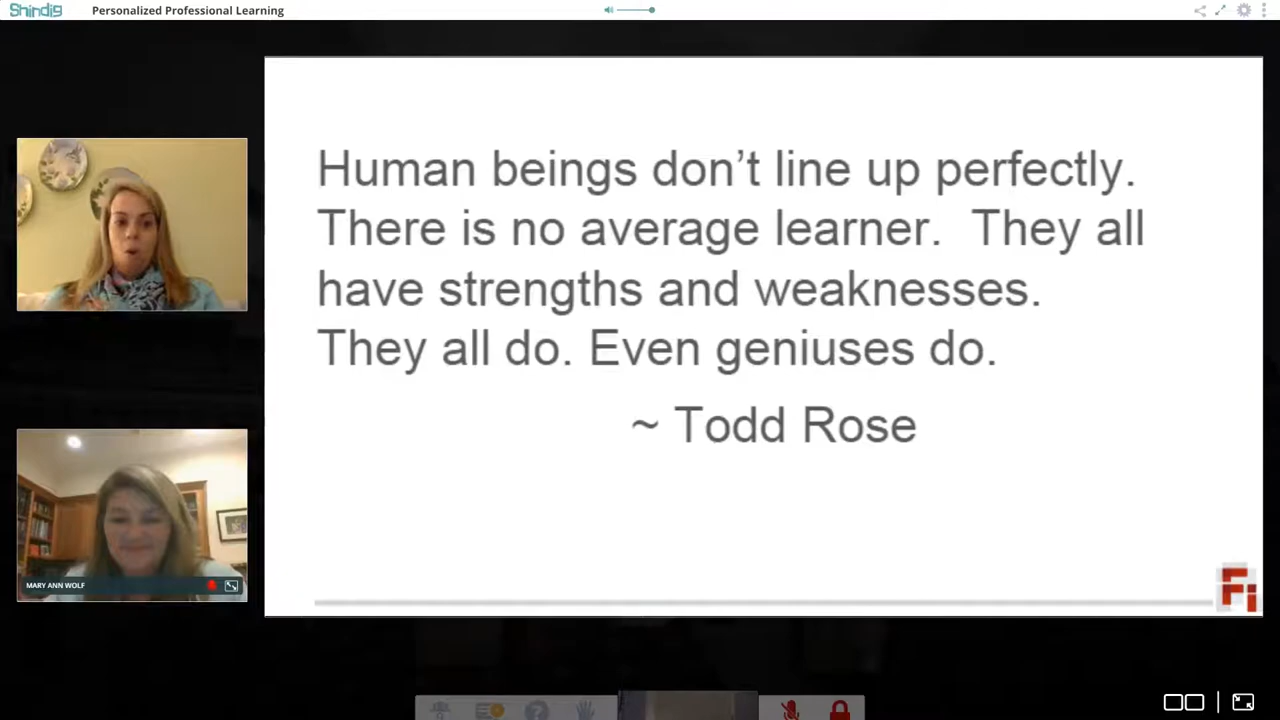 Shindig
Personalized Professional Learning
Human beings don’t line up perfectly.
There is no average learner.  They all
have strengths and weaknesses.
They all do. Even geniuses do.
~ Todd Rose
MARY ANN WOLF
Fi